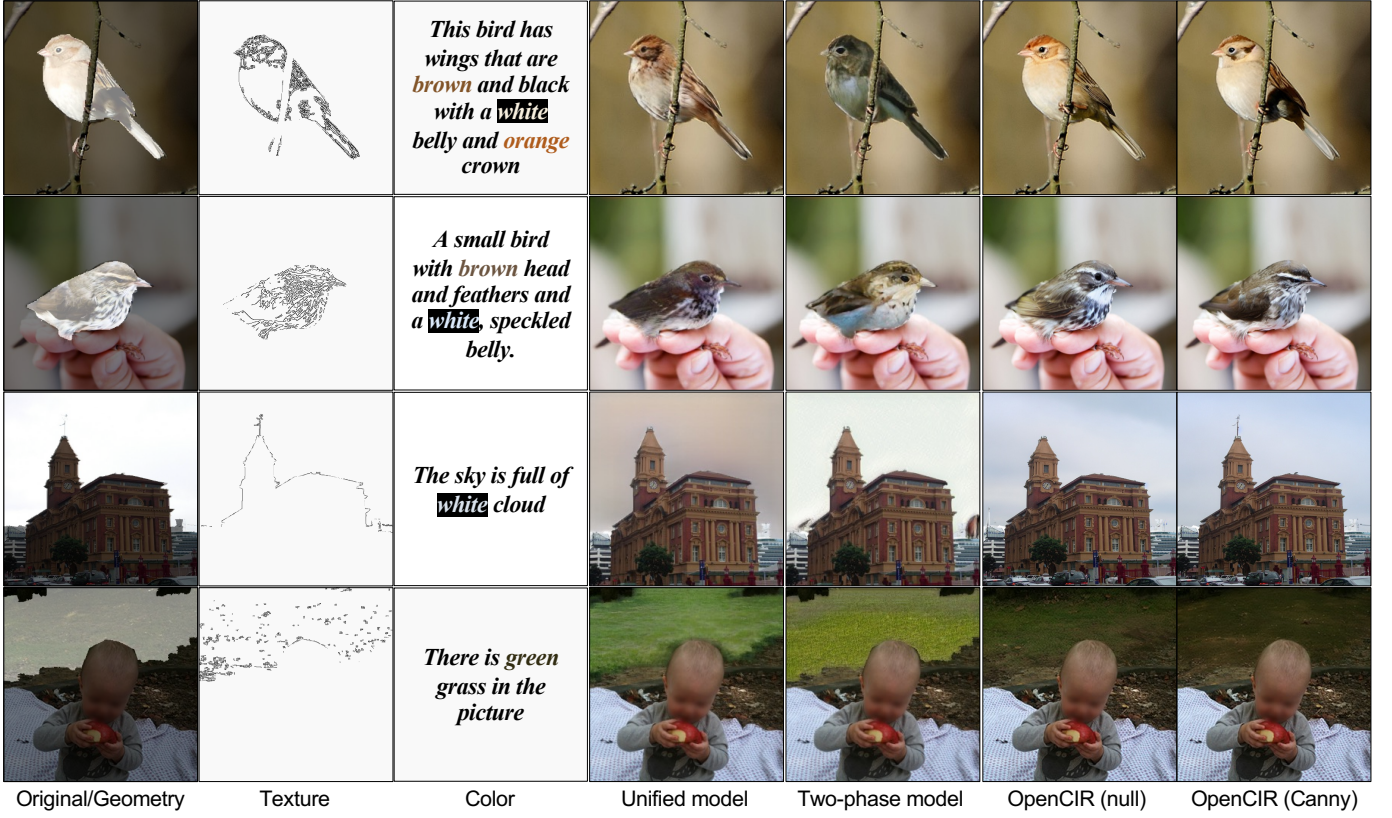 This bird has
wings that are
brown and black
with a white
belly and orange
crown
A small bird
with brown head
and feathers and
a white, speckled
belly.
The sky is full of
white cloud
There is green
grass in the
picture
Original/Geometry
Texture
Color
Unified model
Two-phase model
OpenCIR (null)
OpenCIR (Canny)